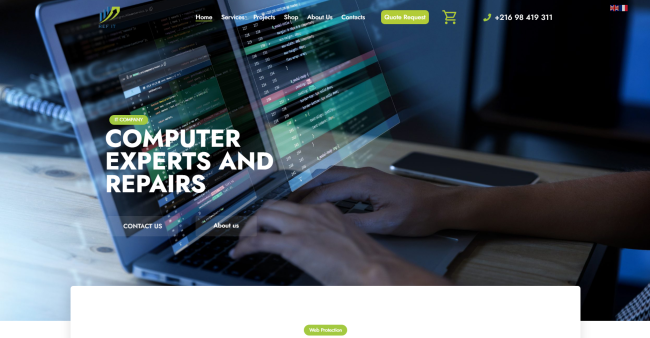 Home Services Projects Shop About Us Contacts Quote Request +216 98 419 311
IT COMPANY
COMPUTER
EXPERTS AND
REPAIRS
CONTACT US About us
Web Protection